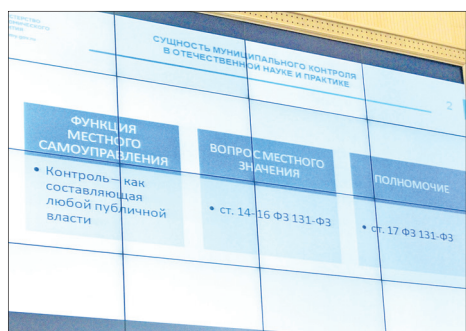 СУЩНОСТЬ МУНИЦИПАЛЬНОГО КОНТРОЛЯ
В ОТЕЧЕСТВЕННОЙ НАУКЕ И ПРАКТИКЕ
2
ФУНКЦИЯ
МЕСТНОГО
САМОУПРАВЛЕНИЯ
• Контроль – как
составляющая
любой публичной
власти
ВОПРОС МЕСТНОГО
ЗНАЧЕНИЯ
• ст. 14-16 ФЗ 131-ФЗ
ПОЛНОМОЧИЕ
• ст. 17 ФЗ 131-ФЗ